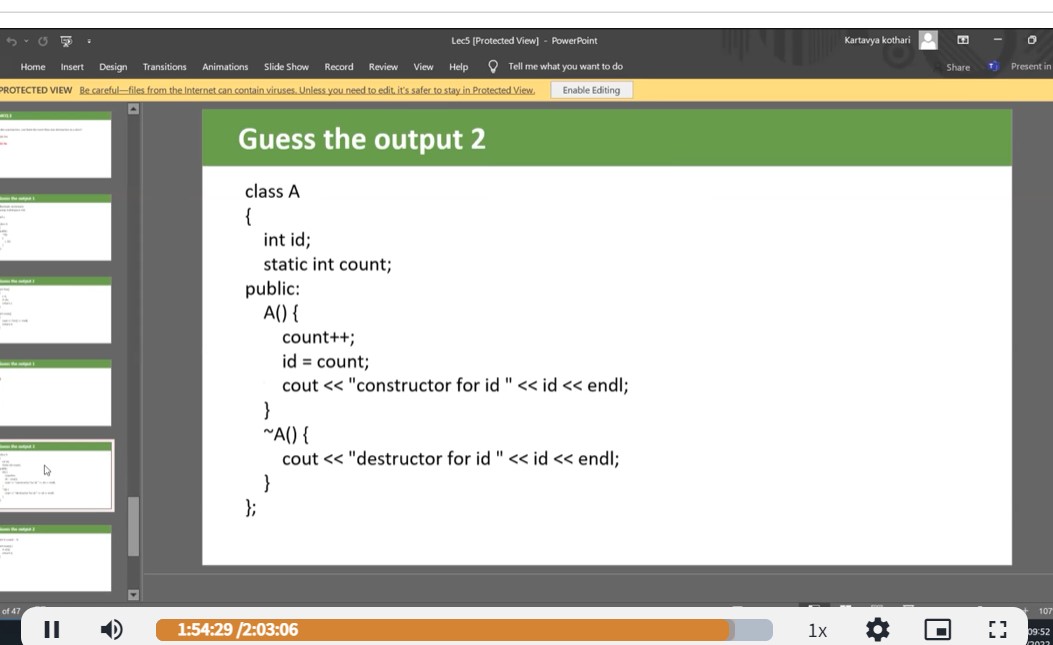 Lec5 [Protected View] - PowerPoint
Kartavya kothari
Home Insert Design Transitions Animations Slide Show Record Review View Help Tell me what you want to do
Share Present in
PROTECTED VIEW Be careful—files from the Internet can contain viruses. Unless you need to edit, it's safer to stay in Protected View. Enable Editing
Guess the output 2
class A
{
int id;
static int count;
public:
A() {
count++;
id = count;
cout << "constructor for id " << id << endl;
}
~A() {
cout << "destructor for id " << id << endl;
}
};
of 47
107
1:54:29 /2:03:06
1x
09:52